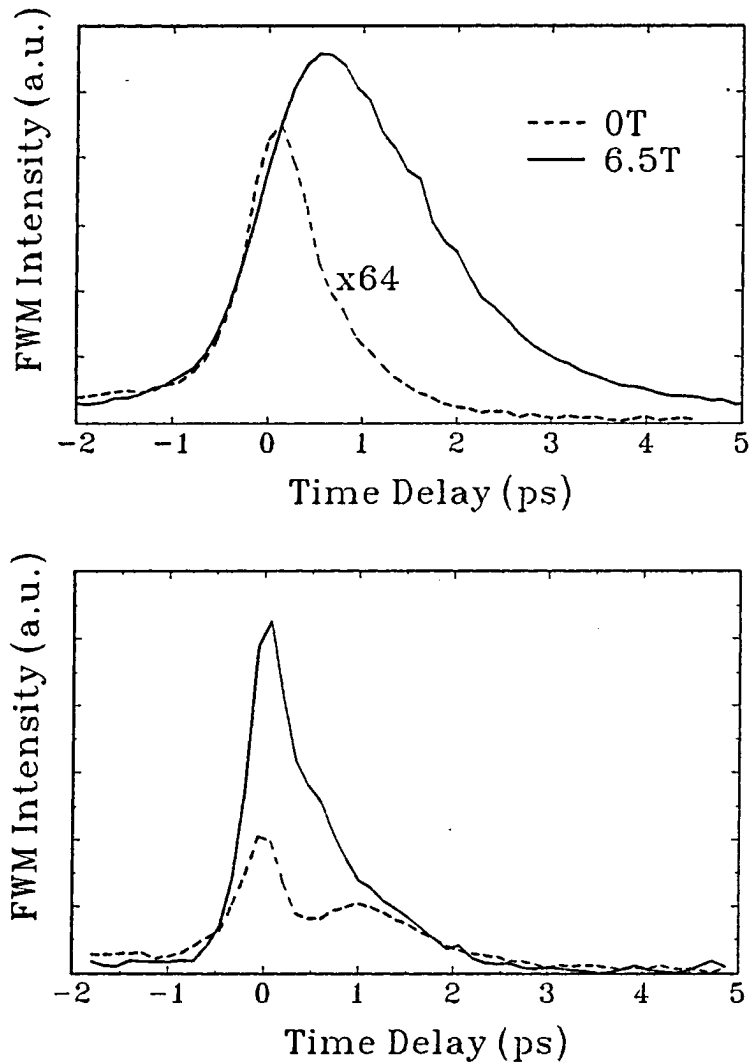 FWM Intensity (a.u.)
0T
6.5T
x64
-2 -1 0 1 2 3 4 5
Time Delay (ps)
FWM Intensity (a.u.)
-2 -1 0 1 2 3 4 5
Time Delay (ps)